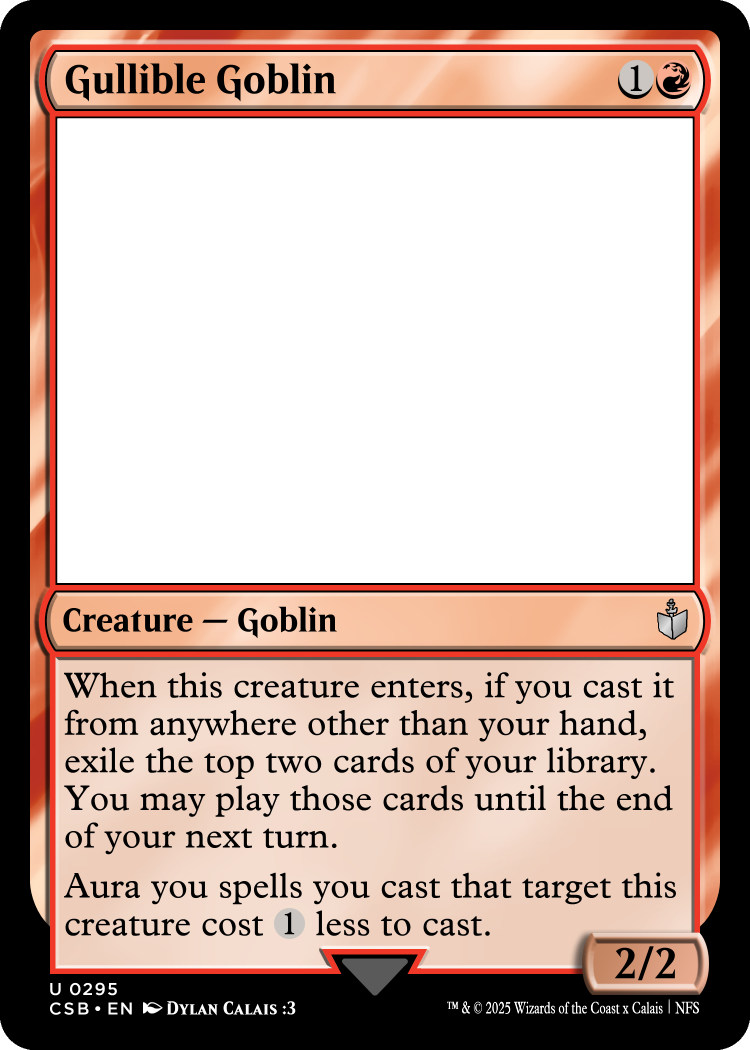 Gullible Goblin 1
Creature — Goblin
When this creature enters, if you cast it
from anywhere other than your hand,
exile the top two cards of your library.
You may play those cards until the end
of your next turn.
Aura you spells you cast that target this
creature cost 1 less to cast.
2/2
U 0295
CSB • EN Dylan Calais :3
™ & © 2025 Wizards of the Coast x Calais | NFS